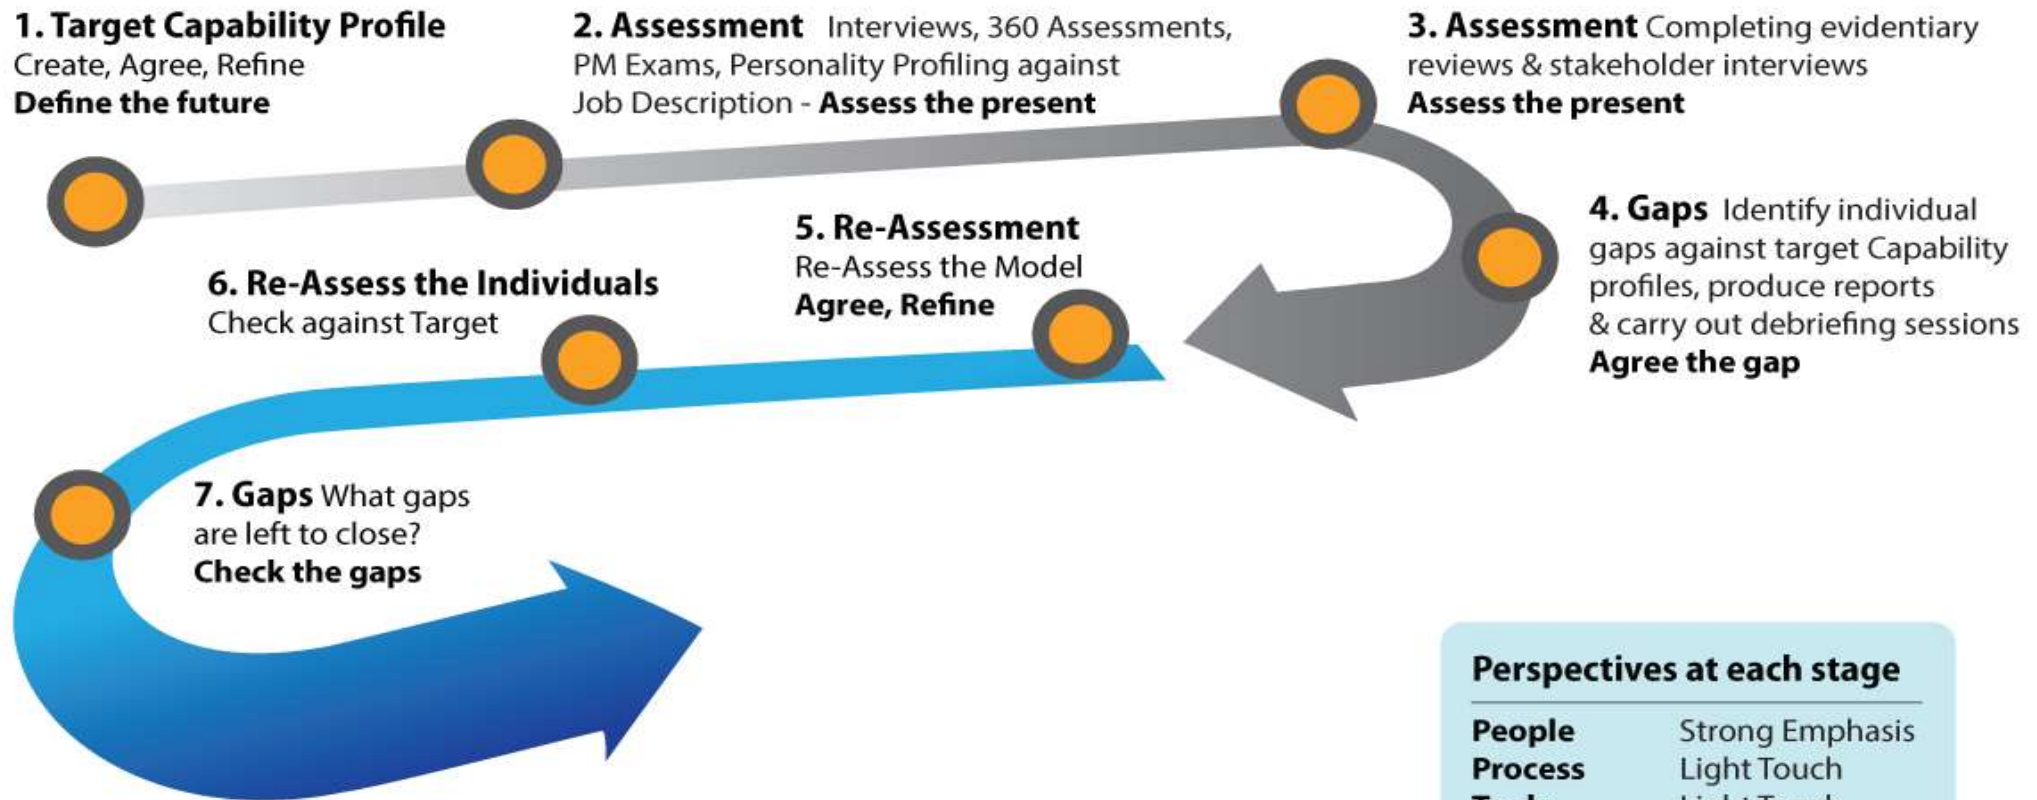 1. Target Capability Profile
Create, Agree, Refine
Define the future
2. Assessment Interviews, 360 Assessments,
PM Exams, Personality Profiling against
Job Description - Assess the present
3. Assessment Completing evidentiary
reviews & stakeholder interviews
Assess the present
4. Gaps Identify individual
gaps against target Capability
profiles, produce reports
& carry out debriefing sessions
Agree the gap
5. Re-Assessment
Re-Assess the Model
Agree, Refine
6. Re-Assess the Individuals
Check against Target
7. Gaps What gaps
are left to close?
Check the gaps
Perspectives at each stage
People Strong Emphasis
Process Light Touch